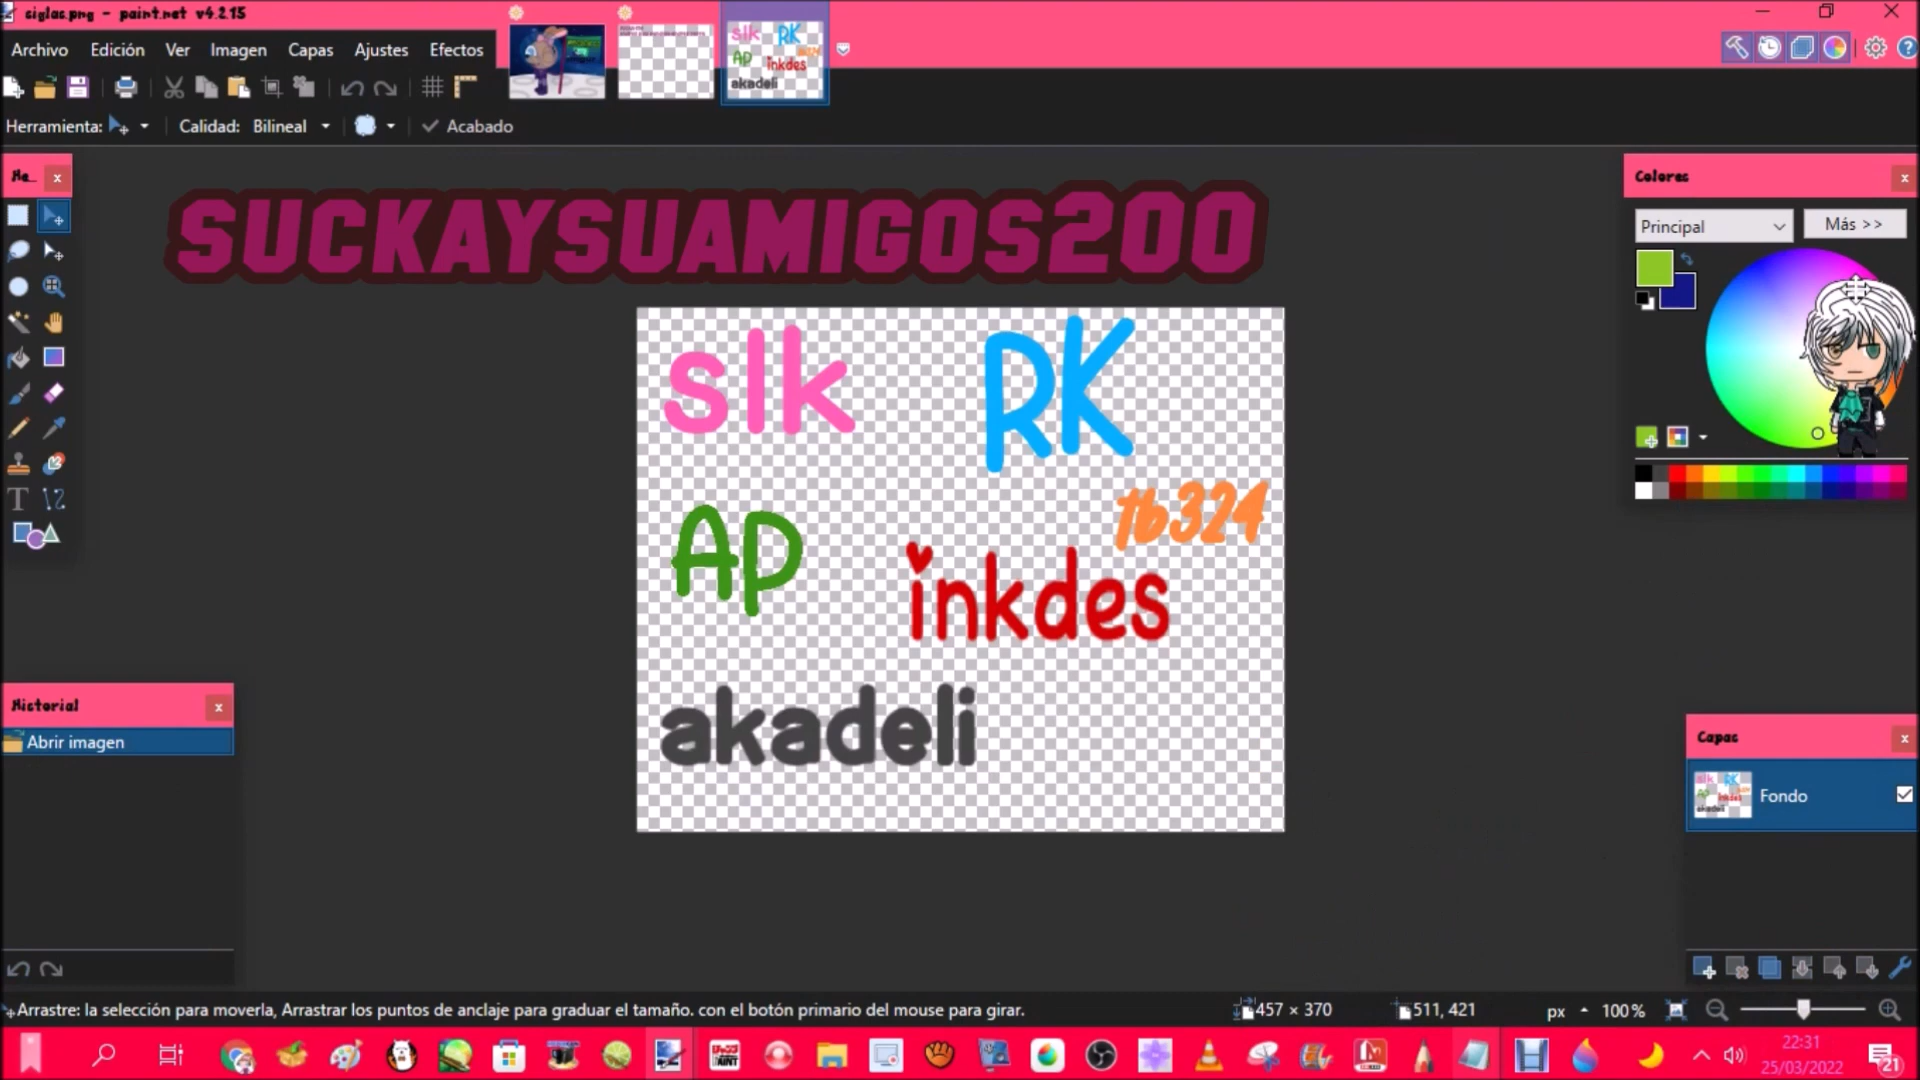 siglas.png - paint.net v4.2.15
Archivo Edición Ver Imagen Capas Ajustes Efectos
Herramienta: Calidad: Bilineal Acabado
He...
Colores
SUCKAYSUAMIGOS200
Principal Más >>
slk RK
tb324
AP
inkdes
akadeli
Historial
Abrir imagen
Capas
Fondo
Arrastre: la selección para moverla, Arrastrar los puntos de anclaje para graduar el tamaño. con el botón primario del mouse para girar. 457 × 370 511, 421 px 100%
22:31
25/03/2022
21